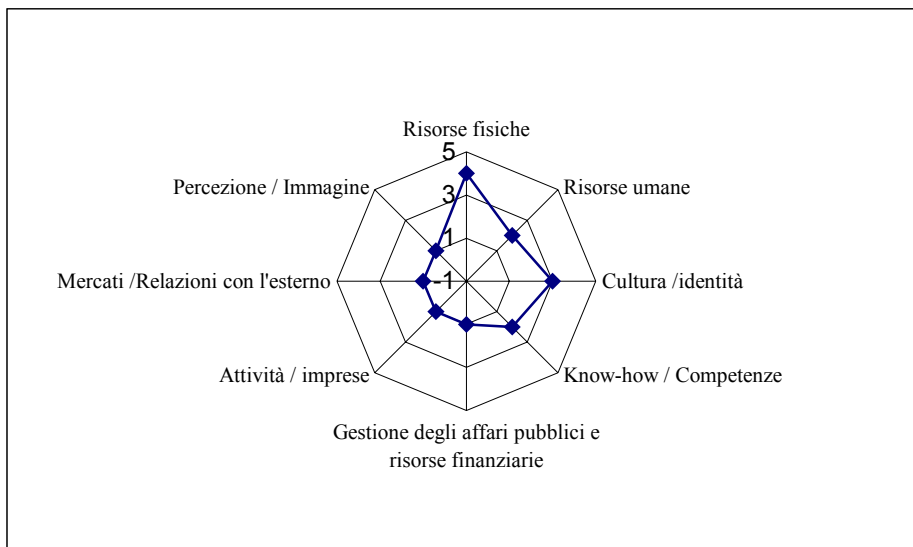 Risorse fisiche
5
Percezione / Immagine
Risorse umane
3
1
Mercati /Relazioni con l'esterno
-1
Cultura /identità
Attività / imprese
Know-how / Competenze
Gestione degli affari pubblici e
risorse finanziarie